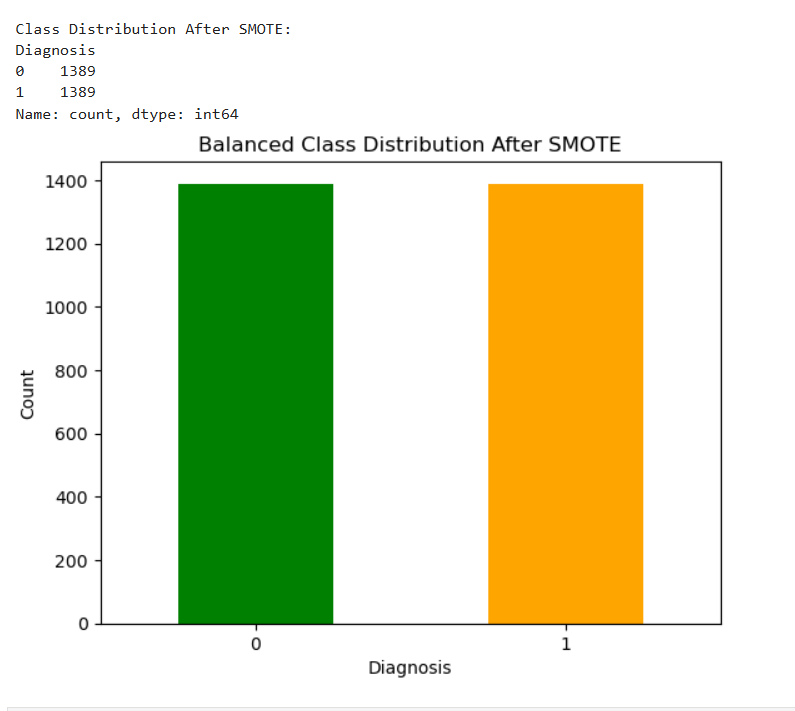 Class Distribution After SMOTE:
Diagnosis
0    1389
1    1389
Name: count, dtype: int64
Balanced Class Distribution After SMOTE
1400
1200
1000
800
600
400
200
0
Count
0 1
Diagnosis